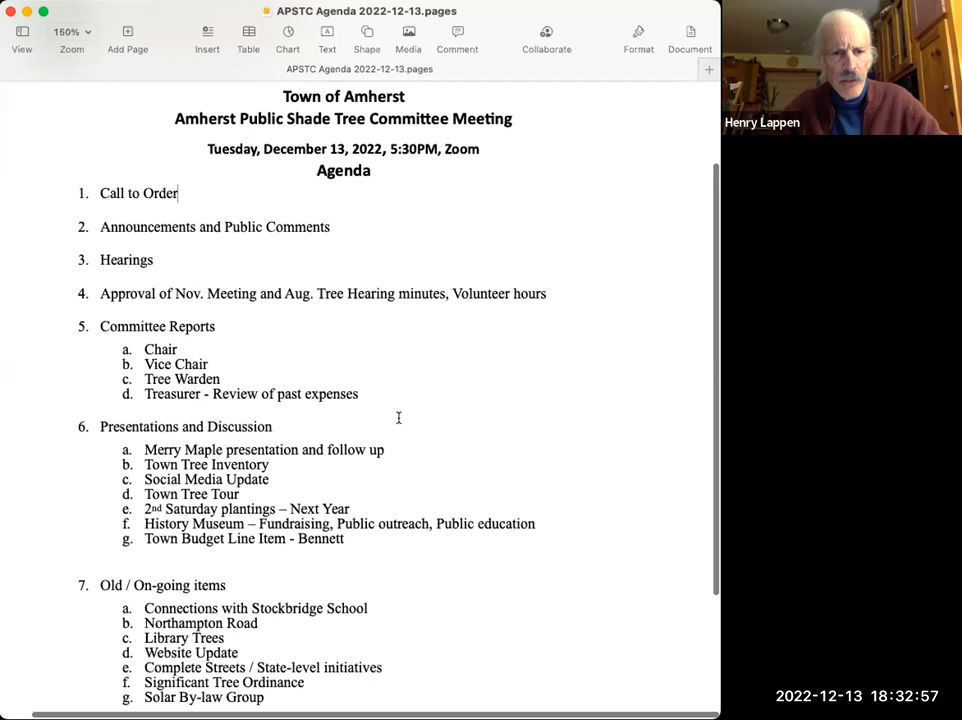 APSTC Agenda 2022-12-13.pages
150%
View
Zoom
Add Page
Insert
Table
Chart
Text
Shape
Media
Comment
Collaborate
Format
Document
APSTC Agenda 2022-12-13.pages
Town of Amherst
Amherst Public Shade Tree Committee Meeting
Tuesday, December 13, 2022, 5:30PM, Zoom
Agenda
1. Call to Order
2. Announcements and Public Comments
3. Hearings
4. Approval of Nov. Meeting and Aug. Tree Hearing minutes, Volunteer hours
5. Committee Reports
a. Chair
b. Vice Chair
c. Tree Warden
d. Treasurer - Review of past expenses
6. Presentations and Discussion
a. Merry Maple presentation and follow up
b. Town Tree Inventory
c. Social Media Update
d. Town Tree Tour
e. 2nd Saturday plantings – Next Year
f. History Museum – Fundraising, Public outreach, Public education
g. Town Budget Line Item - Bennett
7. Old / On-going items
a. Connections with Stockbridge School
b. Northampton Road
c. Library Trees
d. Website Update
e. Complete Streets / State-level initiatives
f. Significant Tree Ordinance
g. Solar By-law Group
Henry Lappen
2022-12-13 18:32:57